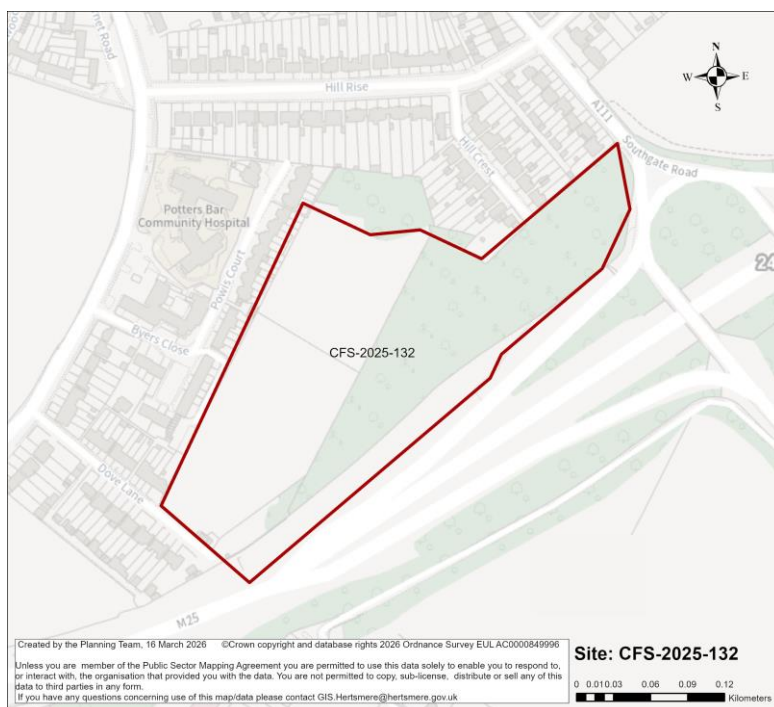 net Road
Hill Rise
A111
Southgate Road
Hill Crest
N
W
E
S
Potters Bar
Community Hospital
Powis Court
Byers Close
24
CFS-2025-132
Dove Lane
M25
Created by the Planning Team, 16 March 2026 ©Crown copyright and database rights 2026 Ordnance Survey EUL AC0000849996
Unless you are member of the Public Sector Mapping Agreement you are permitted to use this data solely to enable you to respond to,
or interact with, the organisation that provided you with the data. You are not permitted to copy, sub-license, distribute or sell any of this
data to third parties in any form.
If you have any questions concerning use of this map/data please contact GIS.Hertsmere@hertsmere.gov.uk
Site: CFS-2025-132
0 0.01 0.03 0.06 0.09 0.12
Kilometers